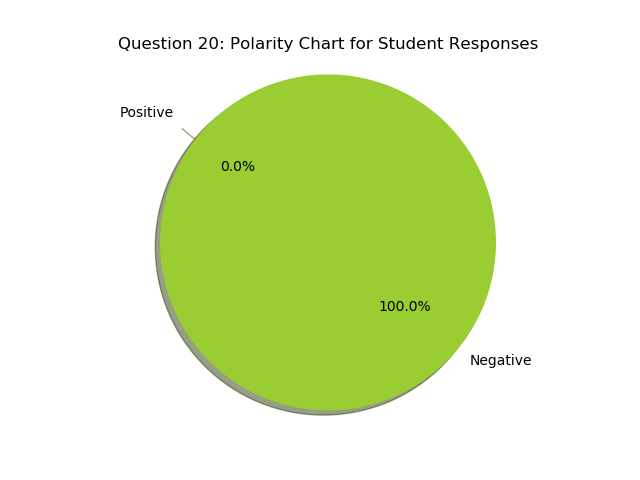 Question 20: Polarity Chart for Student Responses
Positive
0.0%
100.0%
Negative